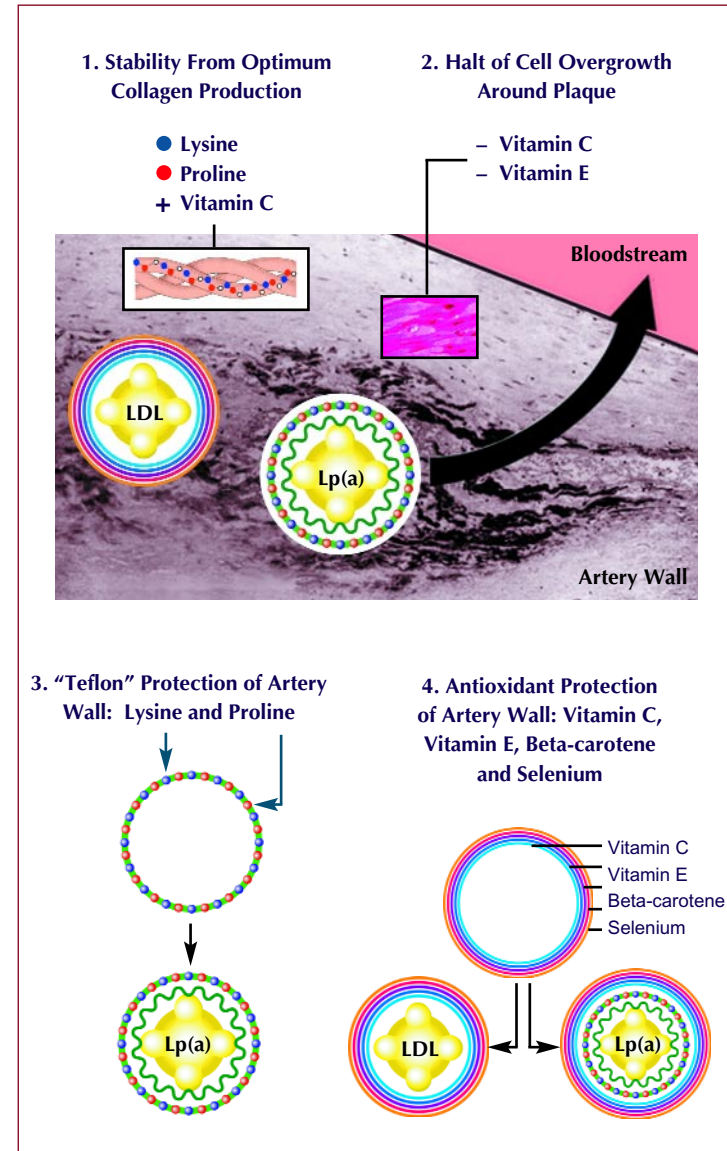 1. Stability From Optimum
Collagen Production
Lysine
Proline
+ Vitamin C
2. Halt of Cell Overgrowth
Around Plaque
– Vitamin C
– Vitamin E
Bloodstream
LDL
Lp(a)
Artery Wall
3. “Teflon” Protection of Artery
Wall: Lysine and Proline
Lp(a)
4. Antioxidant Protection
of Artery Wall: Vitamin C,
Vitamin E, Beta-carotene
and Selenium
Vitamin C
Vitamin E
Beta-carotene
Selenium
LDL
Lp(a)